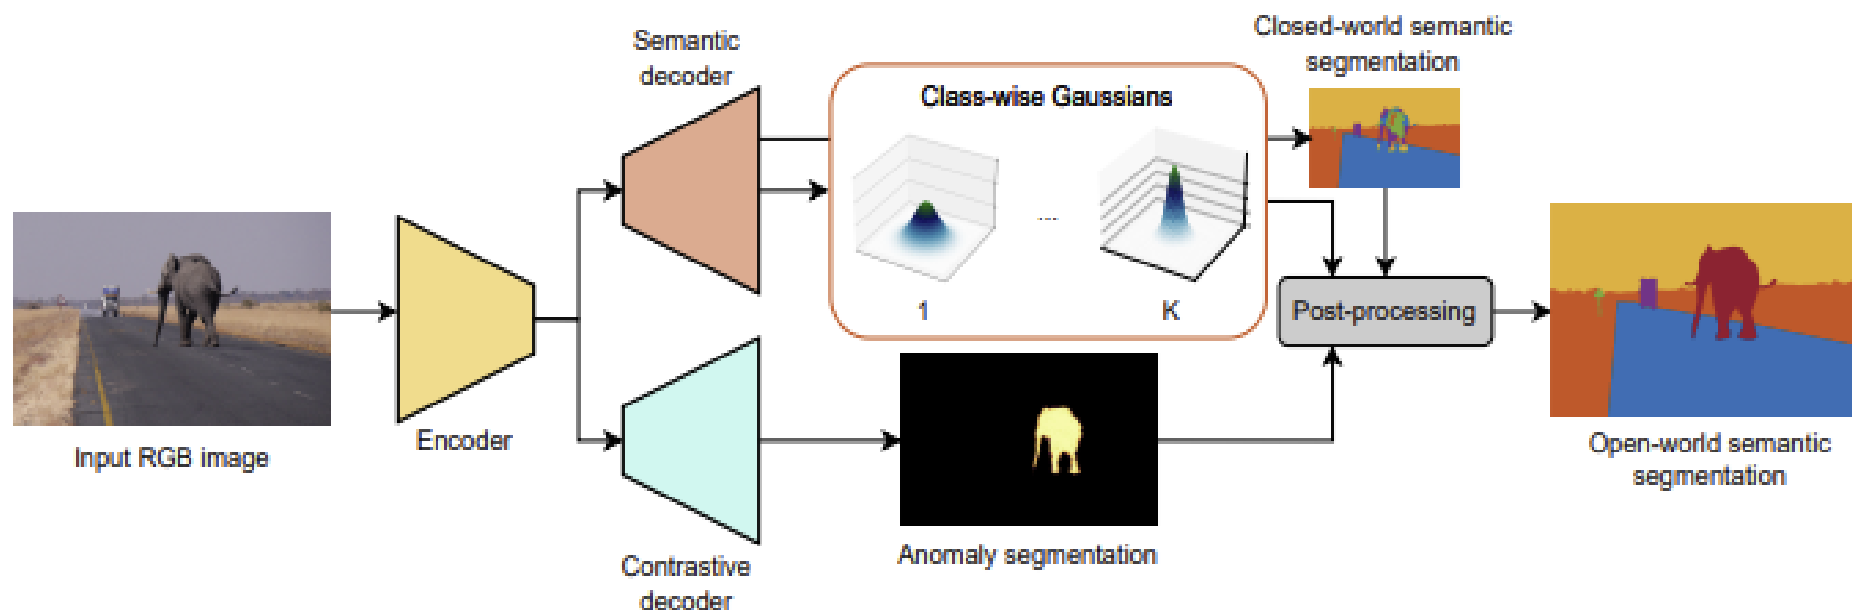 Semantic
decoder
Closed-world semantic
segmentation
Class-wise Gaussians
...
1
K
Post-processing
Encoder
Input RGB image
Open-world semantic
segmentation
Anomaly segmentation
Contrastive
decoder